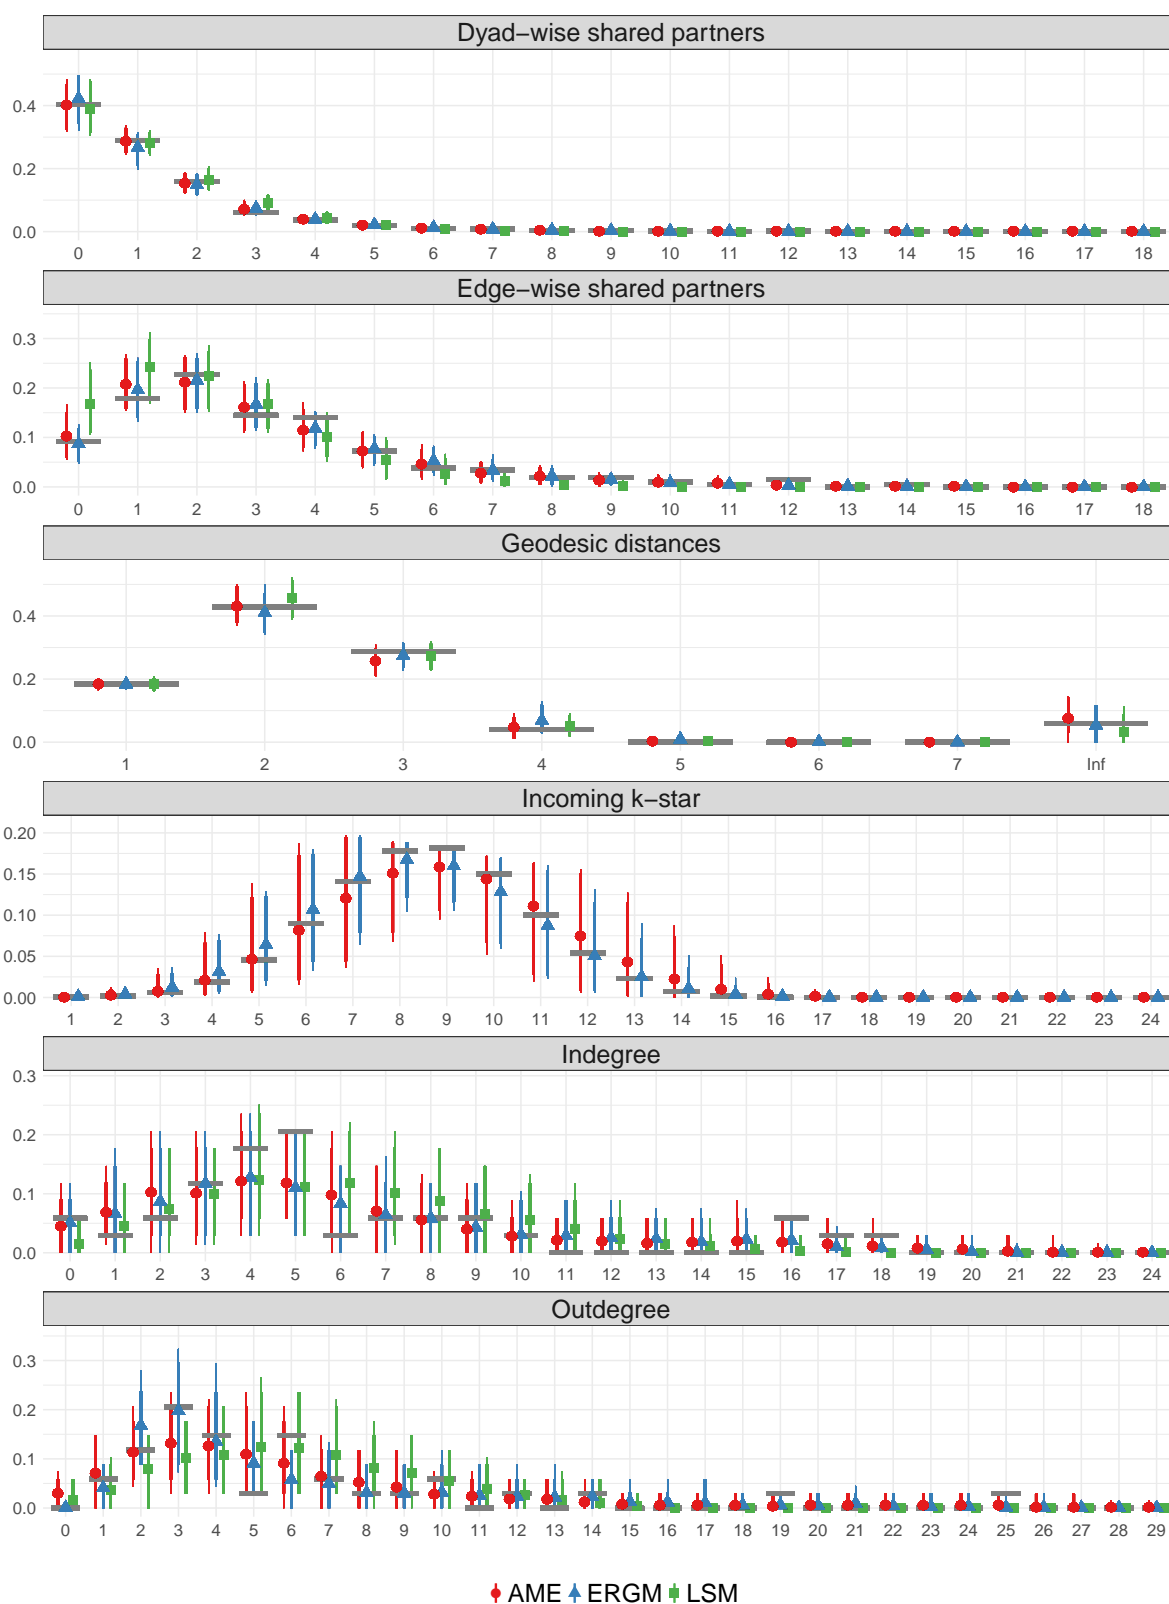 Dyad−wise shared partners
0.4
0.2
0.0
0 1 2 3 4 5 6 7 8 9 10 11 12 13 14 15 16 17 18
Edge−wise shared partners
0.3
0.2
0.1
0.0
0 1 2 3 4 5 6 7 8 9 10 11 12 13 14 15 16 17 18
Geodesic distances
0.4
0.2
0.0
1 2 3 4 5 6 7 Inf
Incoming k−star
0.20
0.15
0.10
0.05
0.00
1 2 3 4 5 6 7 8 9 10 11 12 13 14 15 16 17 18 19 20 21 22 23 24
Indegree
0.3
0.2
0.1
0.0
0 1 2 3 4 5 6 7 8 9 10 11 12 13 14 15 16 17 18 19 20 21 22 23 24
Outdegree
0.3
0.2
0.1
0.0
0 1 2 3 4 5 6 7 8 9 10 11 12 13 14 15 16 17 18 19 20 21 22 23 24 25 26 27 28 29
AME ERGM LSM